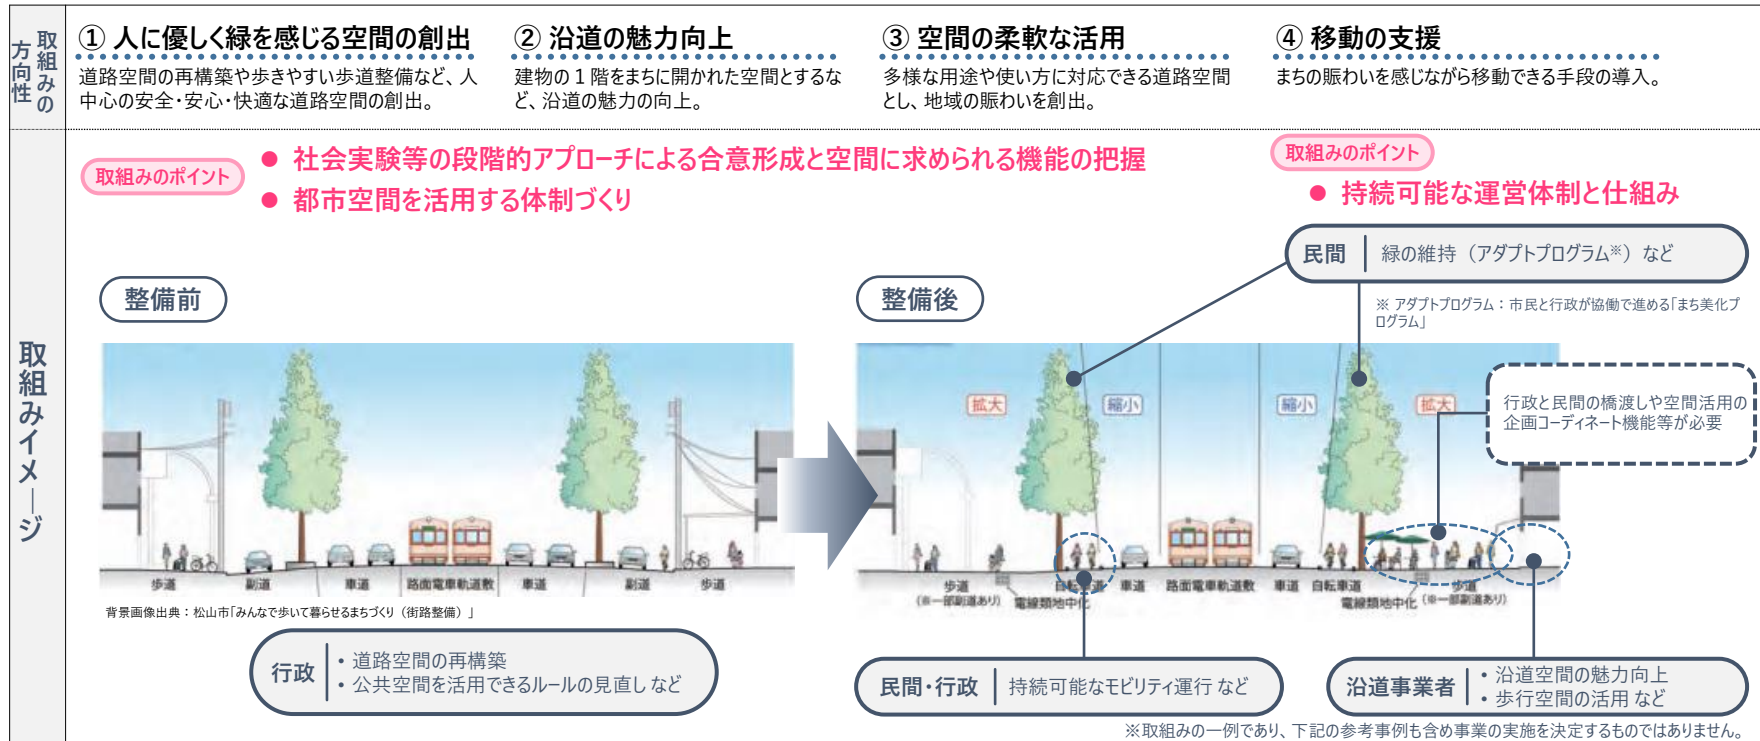 取組みの
方向性
① 人に優しく緑を感じる空間の創出
道路空間の再構築や歩きやすい歩道整備など、人
中心の安全・安心・快適な道路空間の創出。
② 沿道の魅力向上
建物の１階をまちに開かれた空間とするな
ど、沿道の魅力の向上。
③ 空間の柔軟な活用
多様な用途や使い方に対応できる道路空間
とし、地域の賑わいを創出。
④ 移動の支援
まちの賑わいを感じながら移動できる手段の導入。
取組みイメージ
取組みのポイント
● 社会実験等の段階的アプローチによる合意形成と空間に求められる機能の把握
● 都市空間を活用する体制づくり
取組みのポイント
● 持続可能な運営体制と仕組み
民間 緑の維持（アダプトプログラム※）など
※ アダプトプログラム：市民と行政が協働で進める「まち美化プ
ログラム」
整備前
歩道 副道 車道 路面電車軌道敷 車道 副道 歩道
背景画像出典：松山市「みんなで歩いて暮らせるまちづくり（街路整備）」
行政
・ 道路空間の再構築
・ 公共空間を活用できるルールの見直し など
整備後
拡大 縮小 縮小 拡大
行政と民間の橋渡しや空間活用の
企画コーディネート機能等が必要
歩道 自転車道 車道 路面電車軌道敷 車道 自転車道 歩道
（※一部副道あり） 電線類地中化 電線類地中化 （※一部副道あり）
民間・行政 持続可能なモビリティ運行 など
沿道事業者
・ 沿道空間の魅力向上
・ 歩行空間の活用 など
※取組みの一例であり、下記の参考事例も含め事業の実施を決定するものではありません。